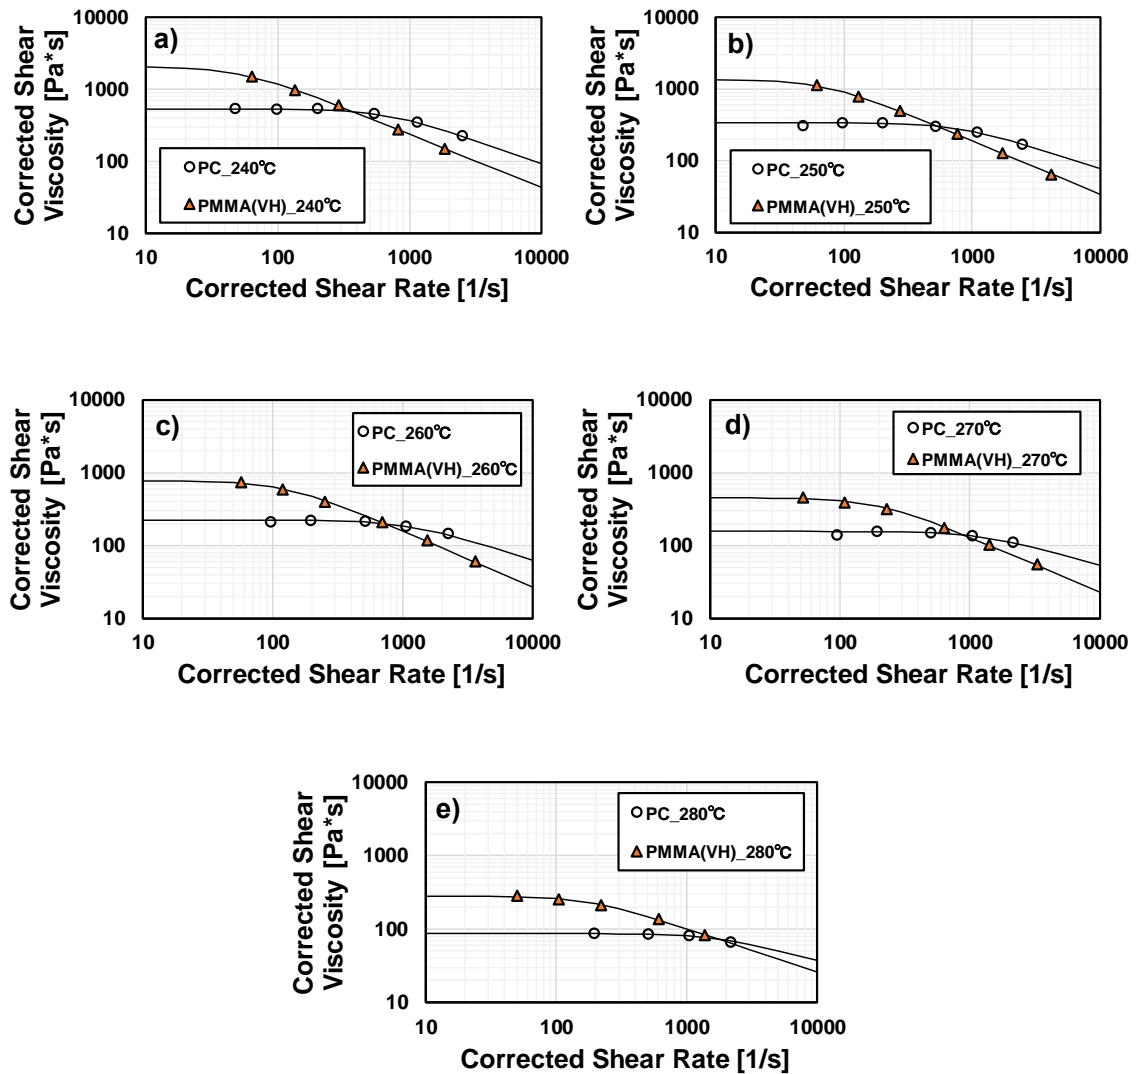 a)
Corrected Shear
Viscosity [Pa*s]
10000
1000
100
10
PC_240℃
PMMA(VH)_240℃
10 100 1000 10000
Corrected Shear Rate [1/s]
b)
Corrected Shear
Viscosity [Pa*s]
10000
1000
100
10
PC_250℃
PMMA(VH)_250℃
10 100 1000 10000
Corrected Shear Rate [1/s]
c)
Corrected Shear
Viscosity [Pa*s]
10000
1000
100
10
PC_260℃
PMMA(VH)_260℃
10 100 1000 10000
Corrected Shear Rate [1/s]
d)
Corrected Shear
Viscosity [Pa*s]
10000
1000
100
10
PC_270℃
PMMA(VH)_270℃
10 100 1000 10000
Corrected Shear Rate [1/s]
e)
Corrected Shear
Viscosity [Pa*s]
10000
1000
100
10
PC_280℃
PMMA(VH)_280℃
10 100 1000 10000
Corrected Shear Rate [1/s]